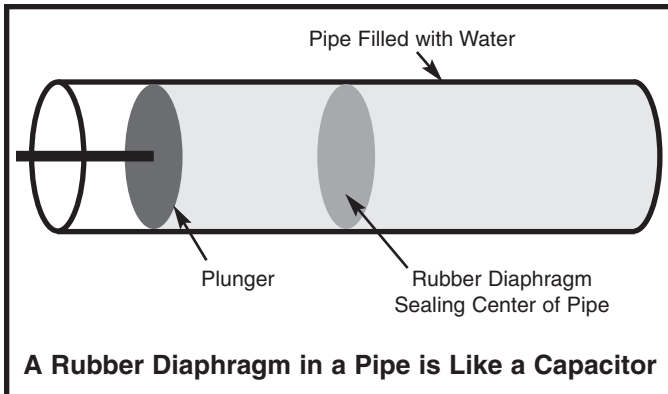 Pipe Filled with Water
Plunger
Rubber Diaphragm
Sealing Center of Pipe
A Rubber Diaphragm in a Pipe is Like a Capacitor